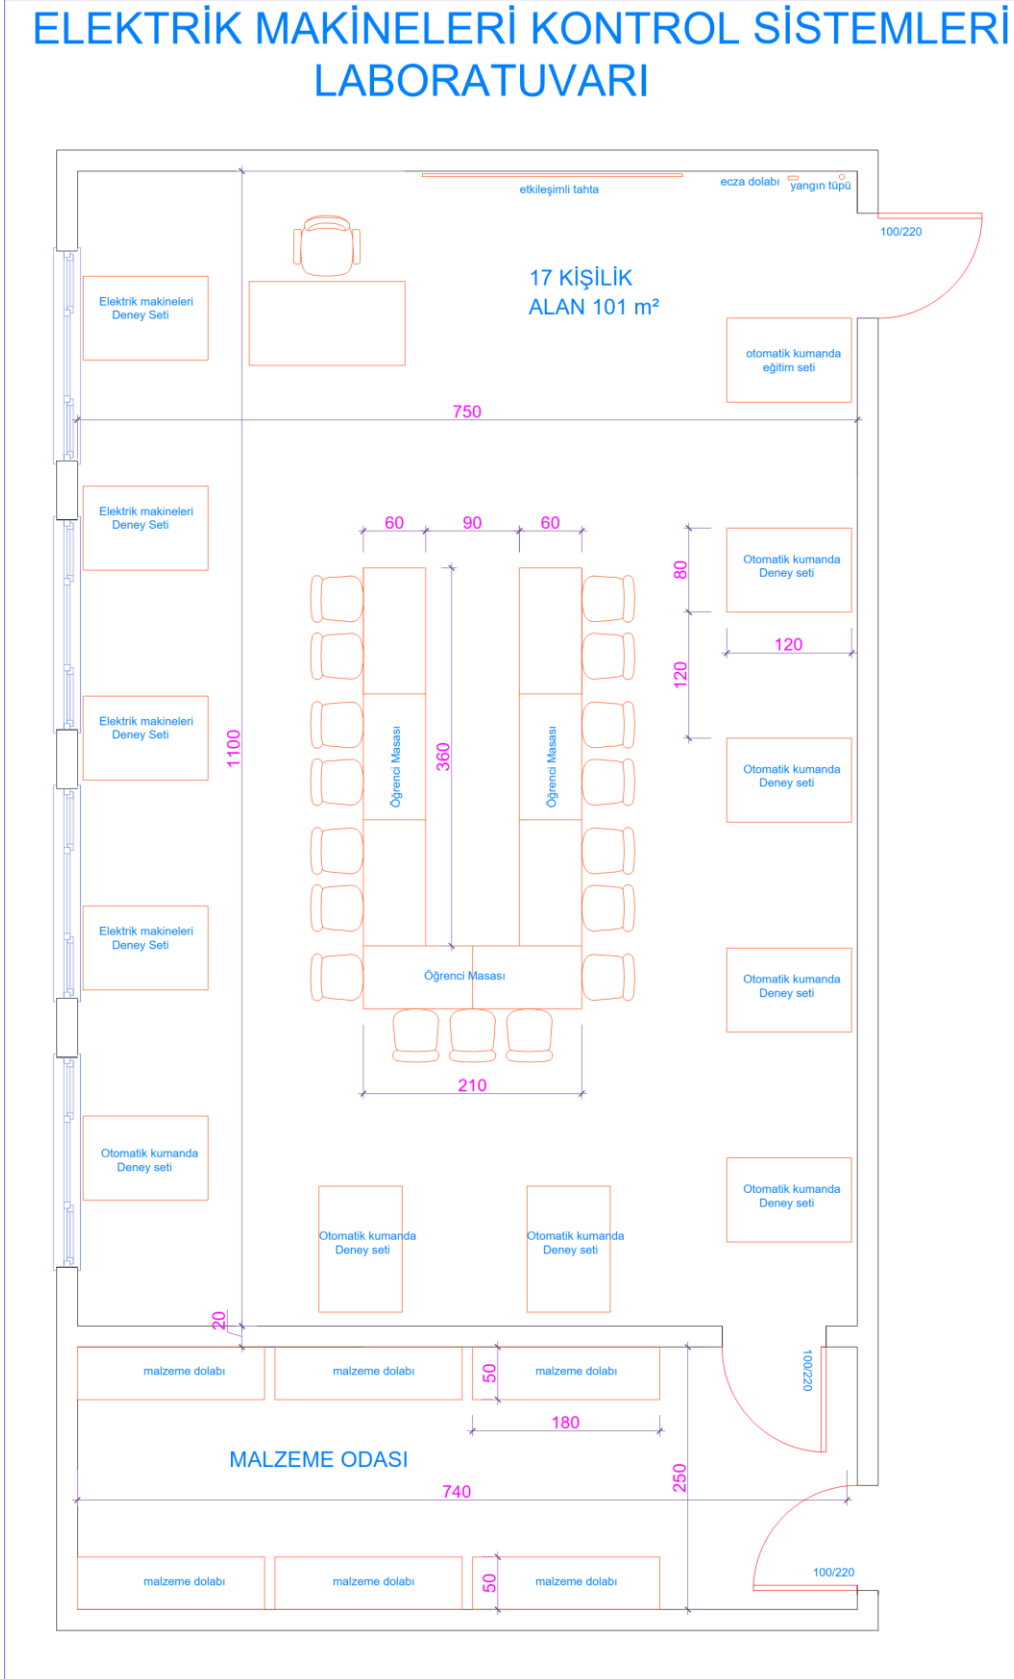 ELEKTRİK MAKİNELERİ KONTROL SİSTEMLERİ
LABORATUVARI
etkileşimli tahta
ecza dolabı
yangın tüpü
100/220
17 KİŞİLİK
ALAN 101 m²
Elektrik makineleri
Deney Seti
otomatik kumanda
eğitim seti
750
Elektrik makineleri
Deney Seti
60
90
60
80
Otomatik kumanda
Deney seti
120
120
Elektrik makineleri
Deney Seti
1100
Öğrenci Masası
360
Öğrenci Masası
Otomatik kumanda
Deney seti
Elektrik makineleri
Deney Seti
Öğrenci Masası
Otomatik kumanda
Deney seti
210
Otomatik kumanda
Deney seti
Otomatik kumanda
Deney seti
Otomatik kumanda
Deney seti
Otomatik kumanda
Deney seti
20
malzeme dolabı
malzeme dolabı
50
malzeme dolabı
100/220
180
MALZEME ODASI
250
740
malzeme dolabı
malzeme dolabı
50
malzeme dolabı
100/220